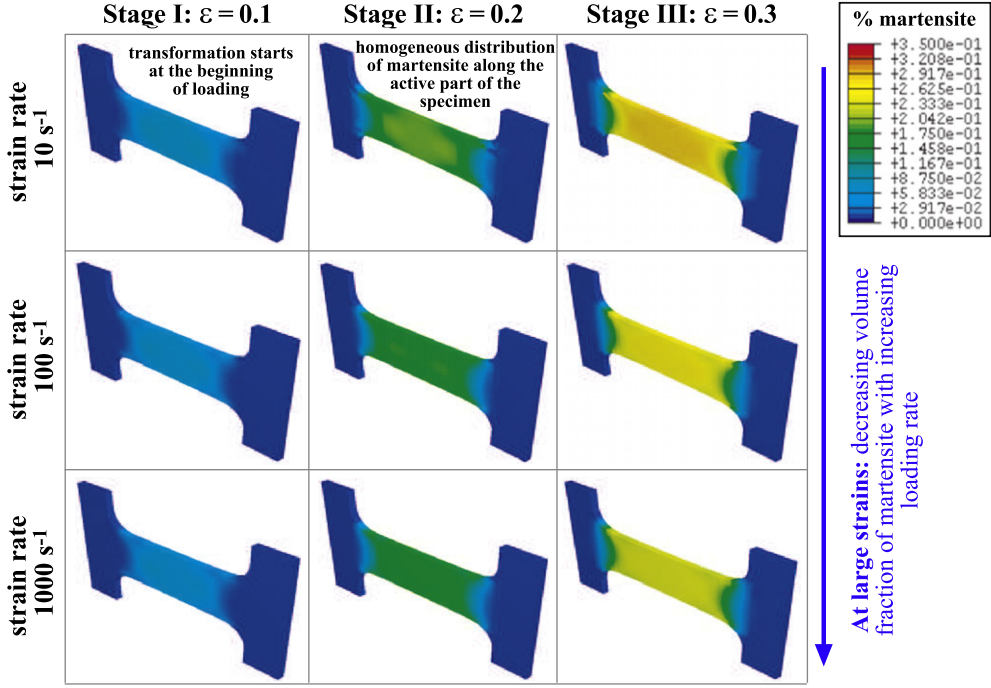 Stage I: ε = 0.1
Stage II: ε = 0.2
Stage III: ε = 0.3
% martensite
+3.500e-01
+3.208e-01
+2.917e-01
+2.625e-01
+2.333e-01
+2.042e-01
+1.750e-01
+1.458e-01
+1.167e-01
+8.750e-02
+5.833e-02
+2.917e-02
+0.000e+00
strain rate
10 s-1
transformation starts
at the beginning
of loading
homogeneous distribution
of martensite along the
active part of the
specimen
strain rate
100 s-1
strain rate
1000 s-1
At large strains: decreasing volume
fraction of martensite with increasing
loading rate